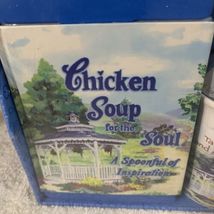 Chicken
Soup
for the
Soul
A Spoonful of
Inspiration